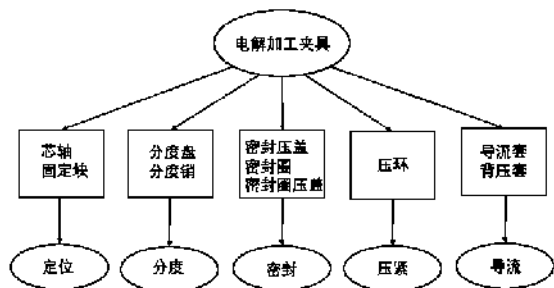 电解加工夹具
芯轴
固定块
分度盘
分度销
密封压盖
密封圈
密封圈压盖
压环
导流套
背压套
定位
分度
密封
压紧
导流